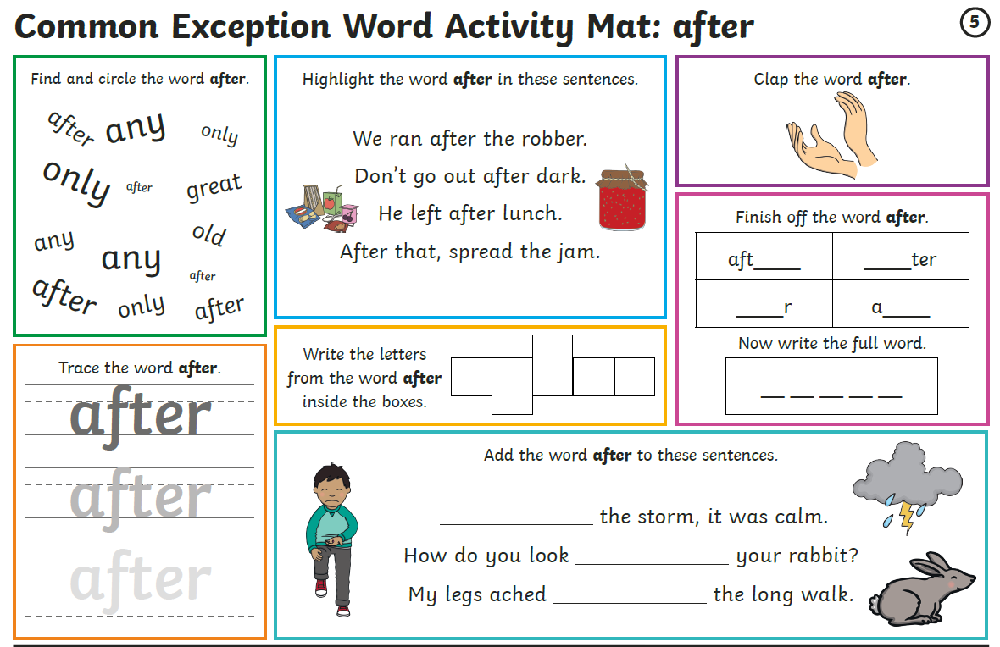 Common Exception Word Activity Mat: after
5
Find and circle the word after.
after any only
only after great
any old
any
after
after only after
Highlight the word after in these sentences.
We ran after the robber.
Don't go out after dark.
He left after lunch.
After that, spread the jam.
Clap the word after.
Finish off the word after.
aft_____ _____ter
_____r a_____
Now write the full word.
__ __ __ __ __
Trace the word after.
after
after
after
Write the letters
from the word after
inside the boxes.
Add the word after to these sentences.
_______________ the storm, it was calm.
How do you look _______________ your rabbit?
My legs ached _______________ the long walk.